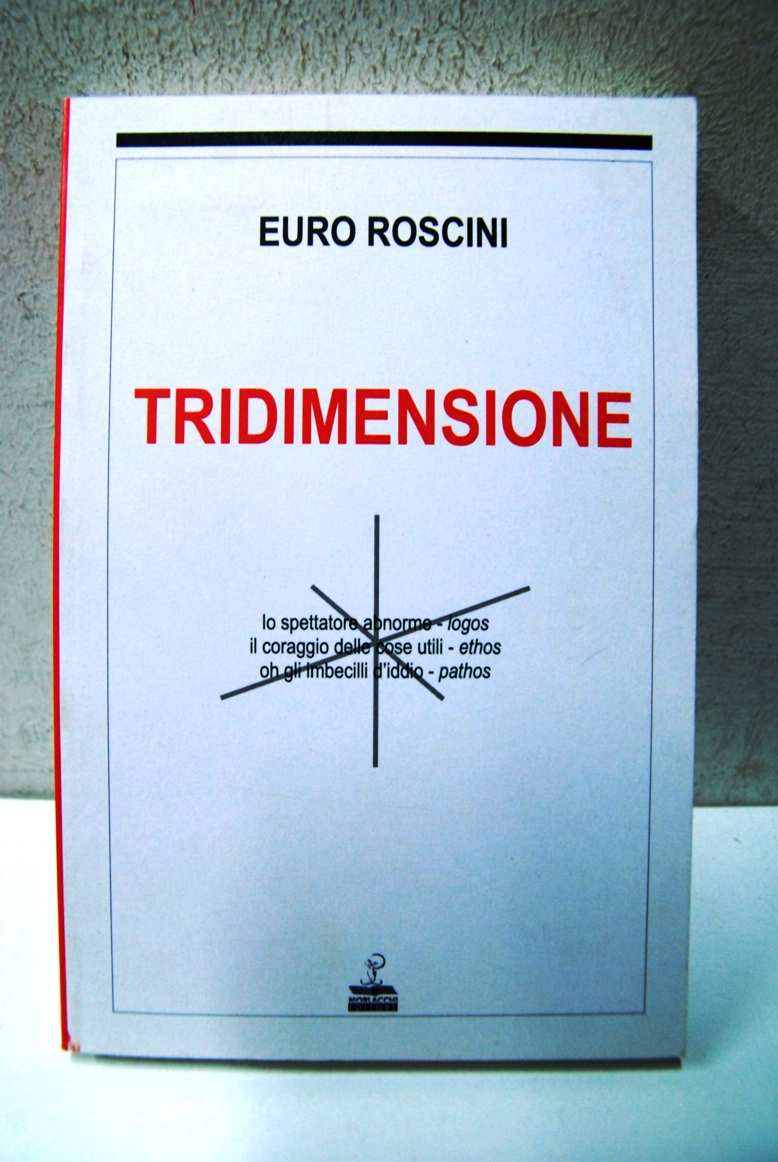 EURO ROSCINI
TRIDIMENSIONE
lo spettatore abnorme - logos
il coraggio delle cose utili - ethos
oh gli imbecilli d'iddio - pathos
MORLACCHI
EDITORE